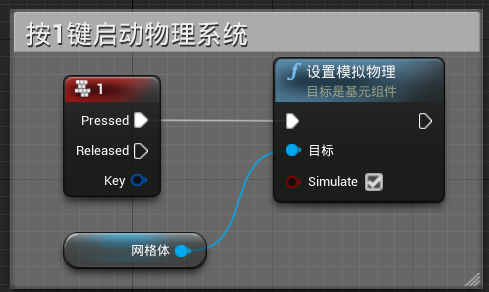 按1键启动物理系统
1
Pressed
Released
Key
网格体
设置模拟物理
目标是基元组件
目标
Simulate